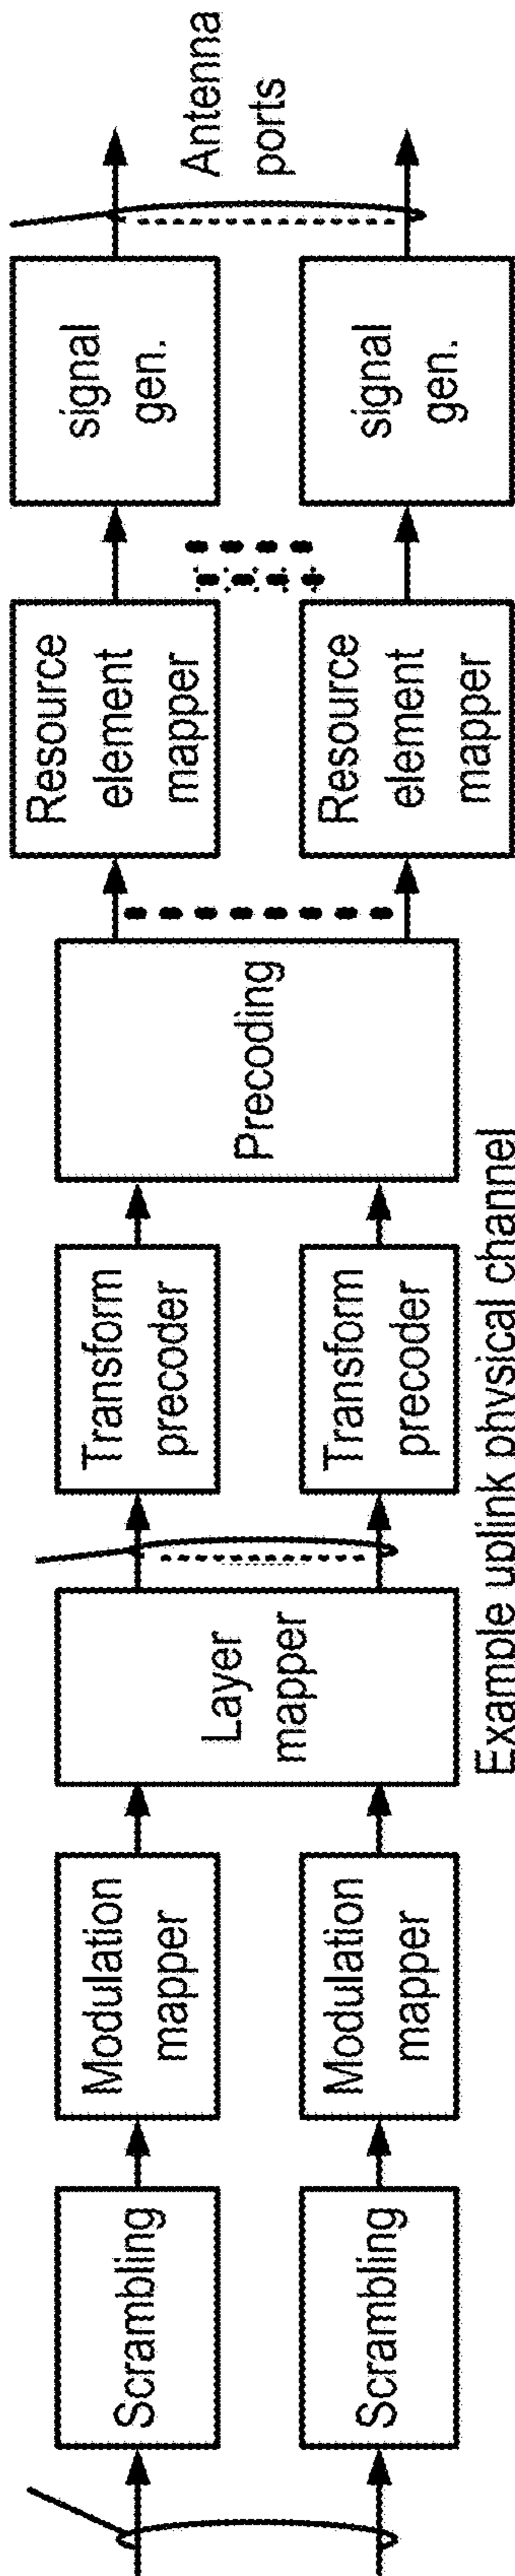 Scrambling
Modulation
mapper
Layer
mapper
Transform
precoder
Precoding
Resource
element
mapper
signal
gen.
Antenna
ports
Scrambling
Modulation
mapper
Transform
precoder
Resource
element
mapper
signal
gen.
Example uplink physical channel